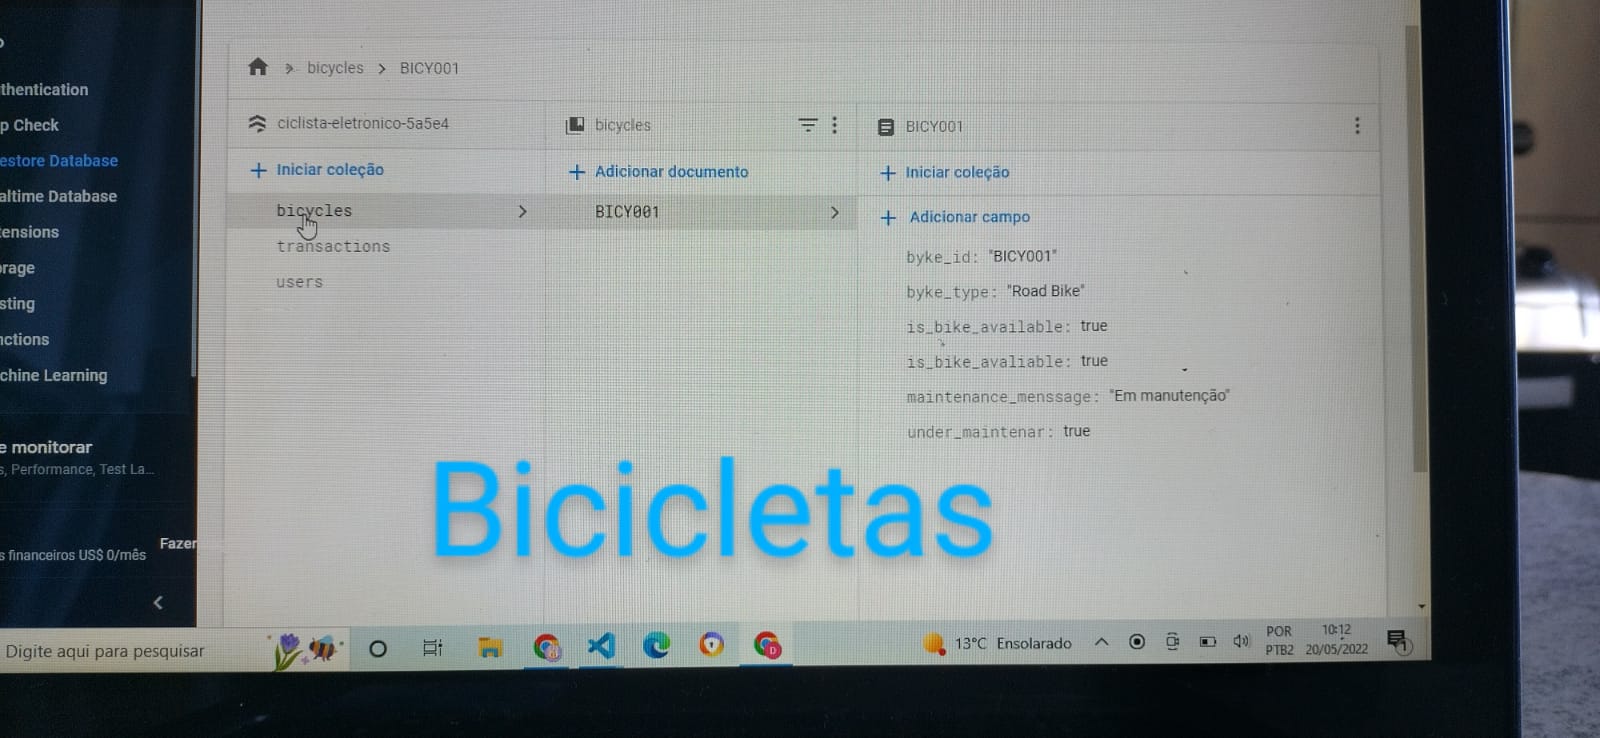 thentication
p Check
estore Database
altime Database
ensions
rage
sting
nctions
chine Learning
e monitorar
s, Performance, Test La...
Fazer
s financeiros US$ 0/mês
bicycles > BICY001
ciclista-eletronico-5a5e4
+ Iniciar coleção
bicycles
transactions
users
bicycles
+ Adicionar documento
BICY001
BICY001
+ Iniciar coleção
+ Adicionar campo
byke_id: "BICY001"
byke_type: "Road Bike"
is_bike_available: true
is_bike_avaliable: true
maintenance_menssage: "Em manutenção"
under_maintenar: true
Bicicletas
Digite aqui para pesquisar
13°C Ensolarado
POR
PTB2
10:12
20/05/2022
1